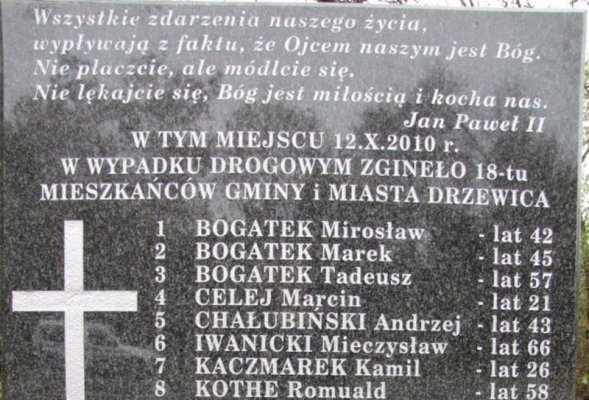 Wszystkie zdarzenia naszego życia,
wypływają z faktu, że Ojcem naszym jest Bóg.
Nie płaczcie, ale módlcie się.
Nie lękajcie się, Bóg jest miłością i kocha nas.
Jan Paweł II
W TYM MIEJSCU 12.X.2010 r.
W WYPADKU DROGOWYM ZGINEŁO 18-tu
MIESZKAŃCÓW GMINY i MIASTA DRZEWICA
1 BOGATEK Mirosław - lat 42
2 BOGATEK Marek - lat 45
3 BOGATEK Tadeusz - lat 57
4 CELEJ Marcin - lat 21
5 CHAŁUBIŃSKI Andrzej - lat 43
6 IWANICKI Mieczysław - lat 66
7 KACZMAREK Kamil - lat 26
8 KOTHE Romuald - lat 58